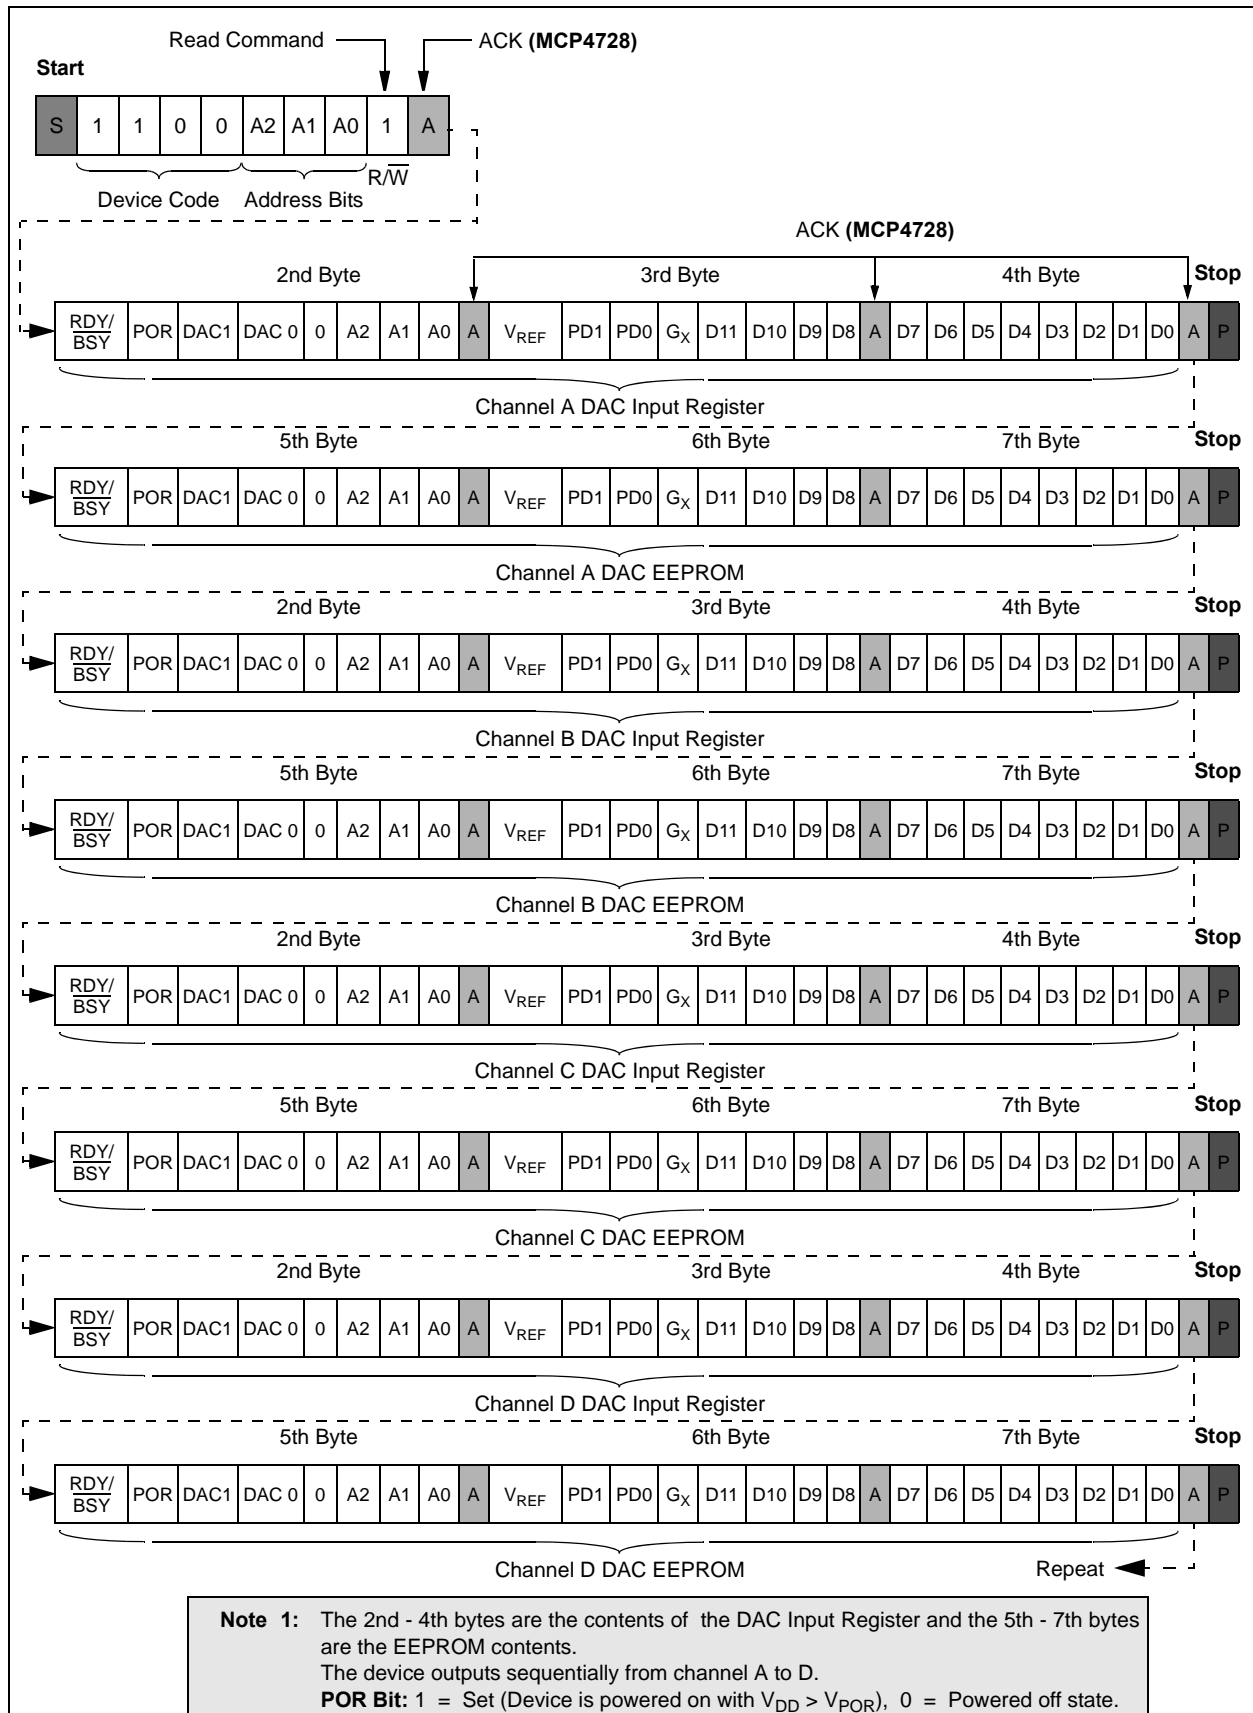 Read Command ACK (MCP4728)
Start
S 1 1 0 0 A2 A1 A0 1 A
R/W
Device Code Address Bits
ACK (MCP4728)
2nd Byte 3rd Byte 4th Byte Stop
RDY/BSY POR DAC1 DAC 0 0 A2 A1 A0 A VREF PD1 PD0 GX D11 D10 D9 D8 A D7 D6 D5 D4 D3 D2 D1 D0 A P
Channel A DAC Input Register
5th Byte 6th Byte 7th Byte Stop
RDY/BSY POR DAC1 DAC 0 0 A2 A1 A0 A VREF PD1 PD0 GX D11 D10 D9 D8 A D7 D6 D5 D4 D3 D2 D1 D0 A P
Channel A DAC EEPROM
2nd Byte 3rd Byte 4th Byte Stop
RDY/BSY POR DAC1 DAC 0 0 A2 A1 A0 A VREF PD1 PD0 GX D11 D10 D9 D8 A D7 D6 D5 D4 D3 D2 D1 D0 A P
Channel B DAC Input Register
5th Byte 6th Byte 7th Byte Stop
RDY/BSY POR DAC1 DAC 0 0 A2 A1 A0 A VREF PD1 PD0 GX D11 D10 D9 D8 A D7 D6 D5 D4 D3 D2 D1 D0 A P
Channel B DAC EEPROM
2nd Byte 3rd Byte 4th Byte Stop
RDY/BSY POR DAC1 DAC 0 0 A2 A1 A0 A VREF PD1 PD0 GX D11 D10 D9 D8 A D7 D6 D5 D4 D3 D2 D1 D0 A P
Channel C DAC Input Register
5th Byte 6th Byte 7th Byte Stop
RDY/BSY POR DAC1 DAC 0 0 A2 A1 A0 A VREF PD1 PD0 GX D11 D10 D9 D8 A D7 D6 D5 D4 D3 D2 D1 D0 A P
Channel C DAC EEPROM
2nd Byte 3rd Byte 4th Byte Stop
RDY/BSY POR DAC1 DAC 0 0 A2 A1 A0 A VREF PD1 PD0 GX D11 D10 D9 D8 A D7 D6 D5 D4 D3 D2 D1 D0 A P
Channel D DAC Input Register
5th Byte 6th Byte 7th Byte Stop
RDY/BSY POR DAC1 DAC 0 0 A2 A1 A0 A VREF PD1 PD0 GX D11 D10 D9 D8 A D7 D6 D5 D4 D3 D2 D1 D0 A P
Channel D DAC EEPROM Repeat
Note 1: The 2nd - 4th bytes are the contents of the DAC Input Register and the 5th - 7th bytes
are the EEPROM contents.
The device outputs sequentially from channel A to D.
POR Bit: 1 = Set (Device is powered on with VDD > VPOR), 0 = Powered off state.